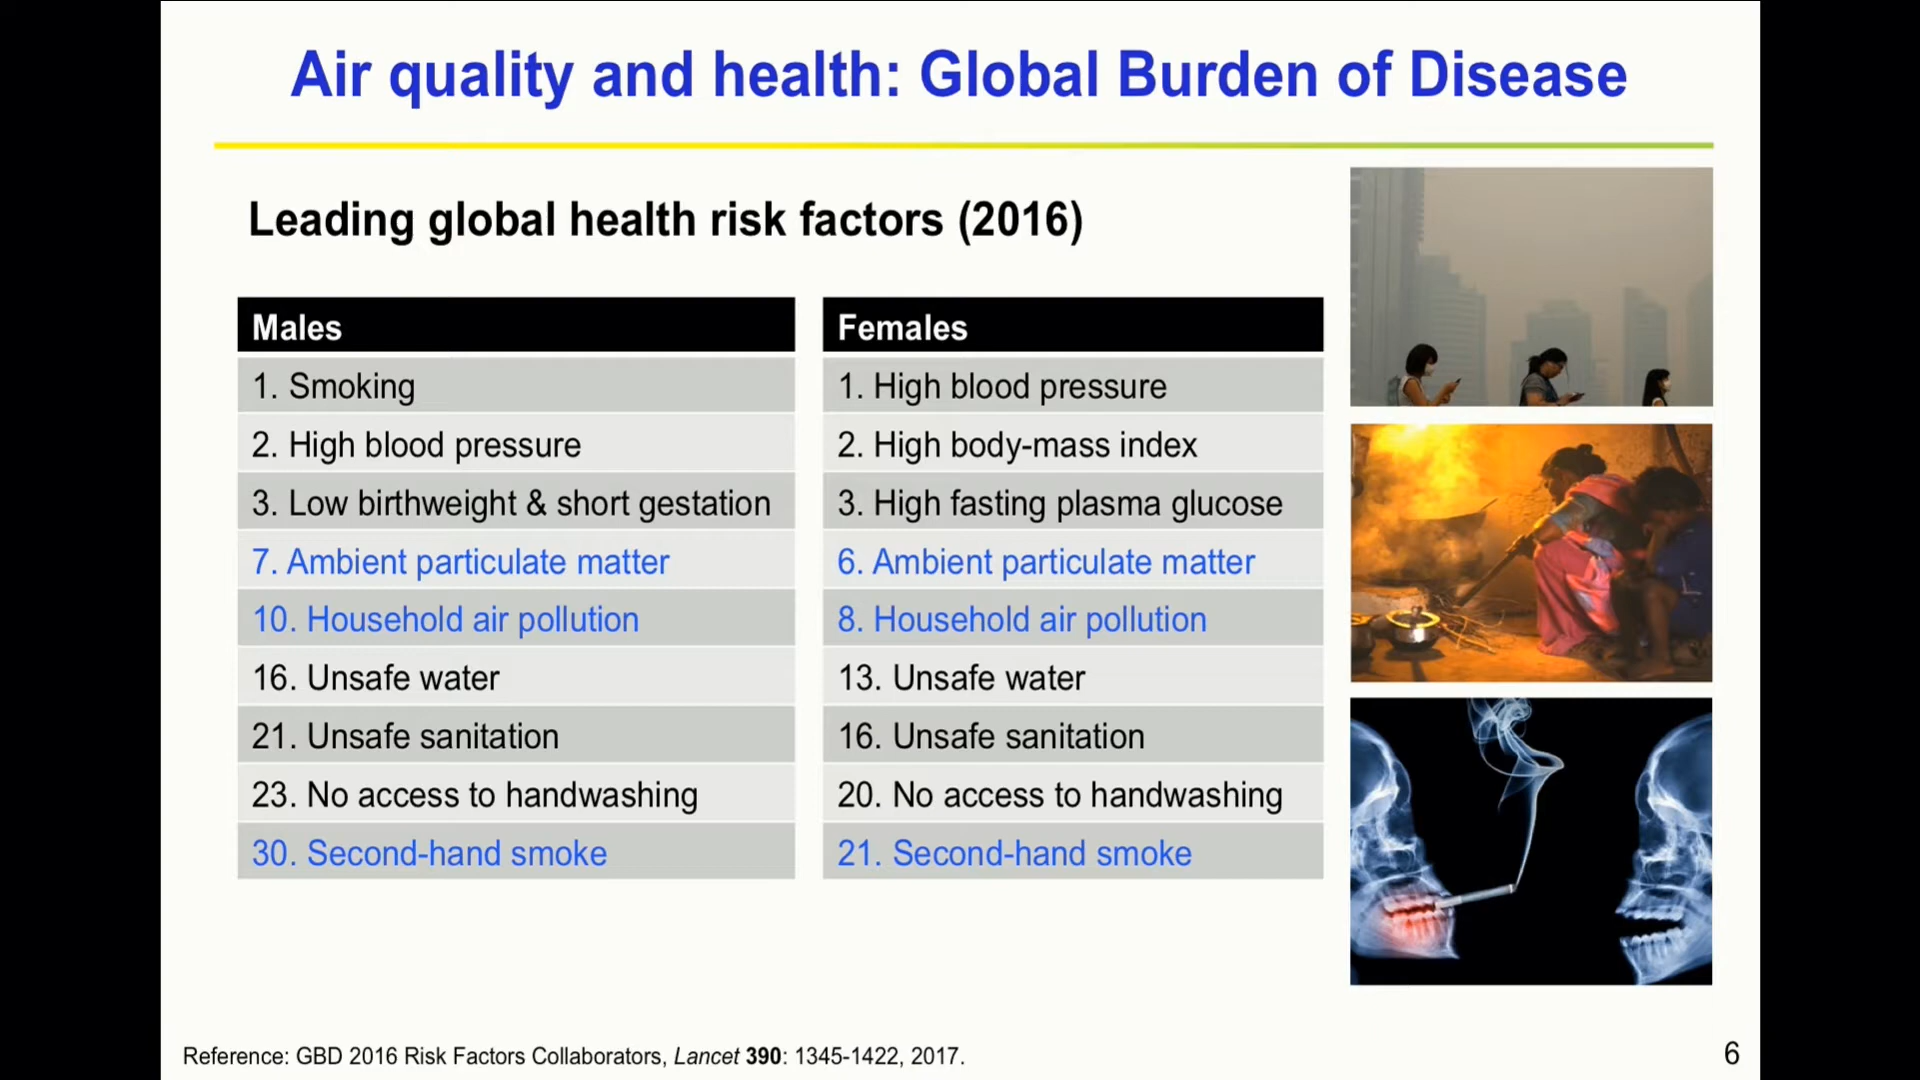 Air quality and health: Global Burden of Disease
Leading global health risk factors (2016)
Males
1. Smoking
2. High blood pressure
3. Low birthweight & short gestation
7. Ambient particulate matter
10. Household air pollution
16. Unsafe water
21. Unsafe sanitation
23. No access to handwashing
30. Second-hand smoke
Females
1. High blood pressure
2. High body-mass index
3. High fasting plasma glucose
6. Ambient particulate matter
8. Household air pollution
13. Unsafe water
16. Unsafe sanitation
20. No access to handwashing
21. Second-hand smoke
Reference: GBD 2016 Risk Factors Collaborators, Lancet 390: 1345-1422, 2017.
6